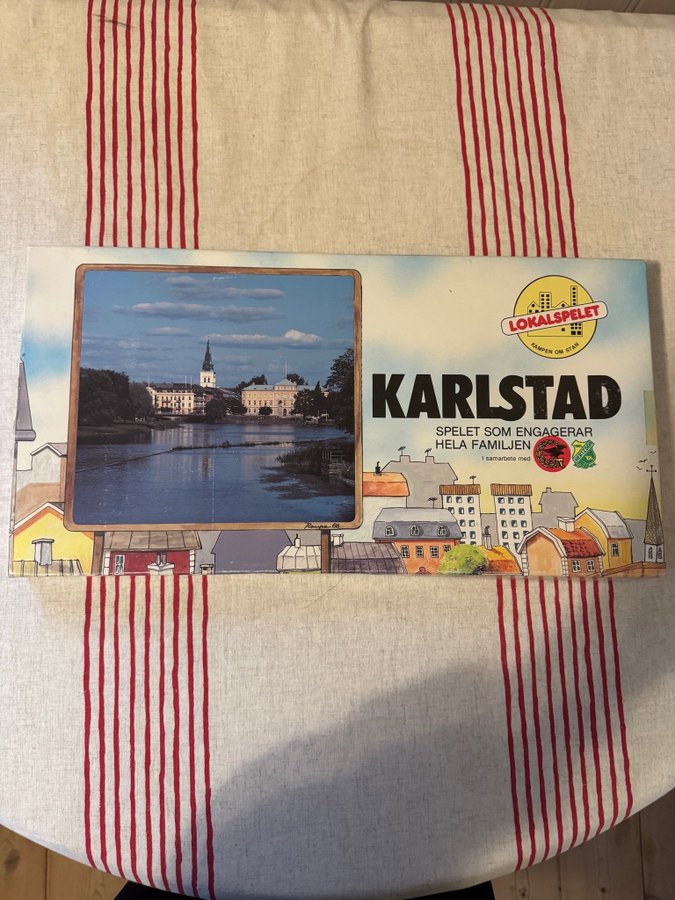 LOKALSPELET
KAMPEN OM STAN
KARLSTAD
SPELET SOM ENGAGERAR
HELA FAMILJEN
I samarbete med